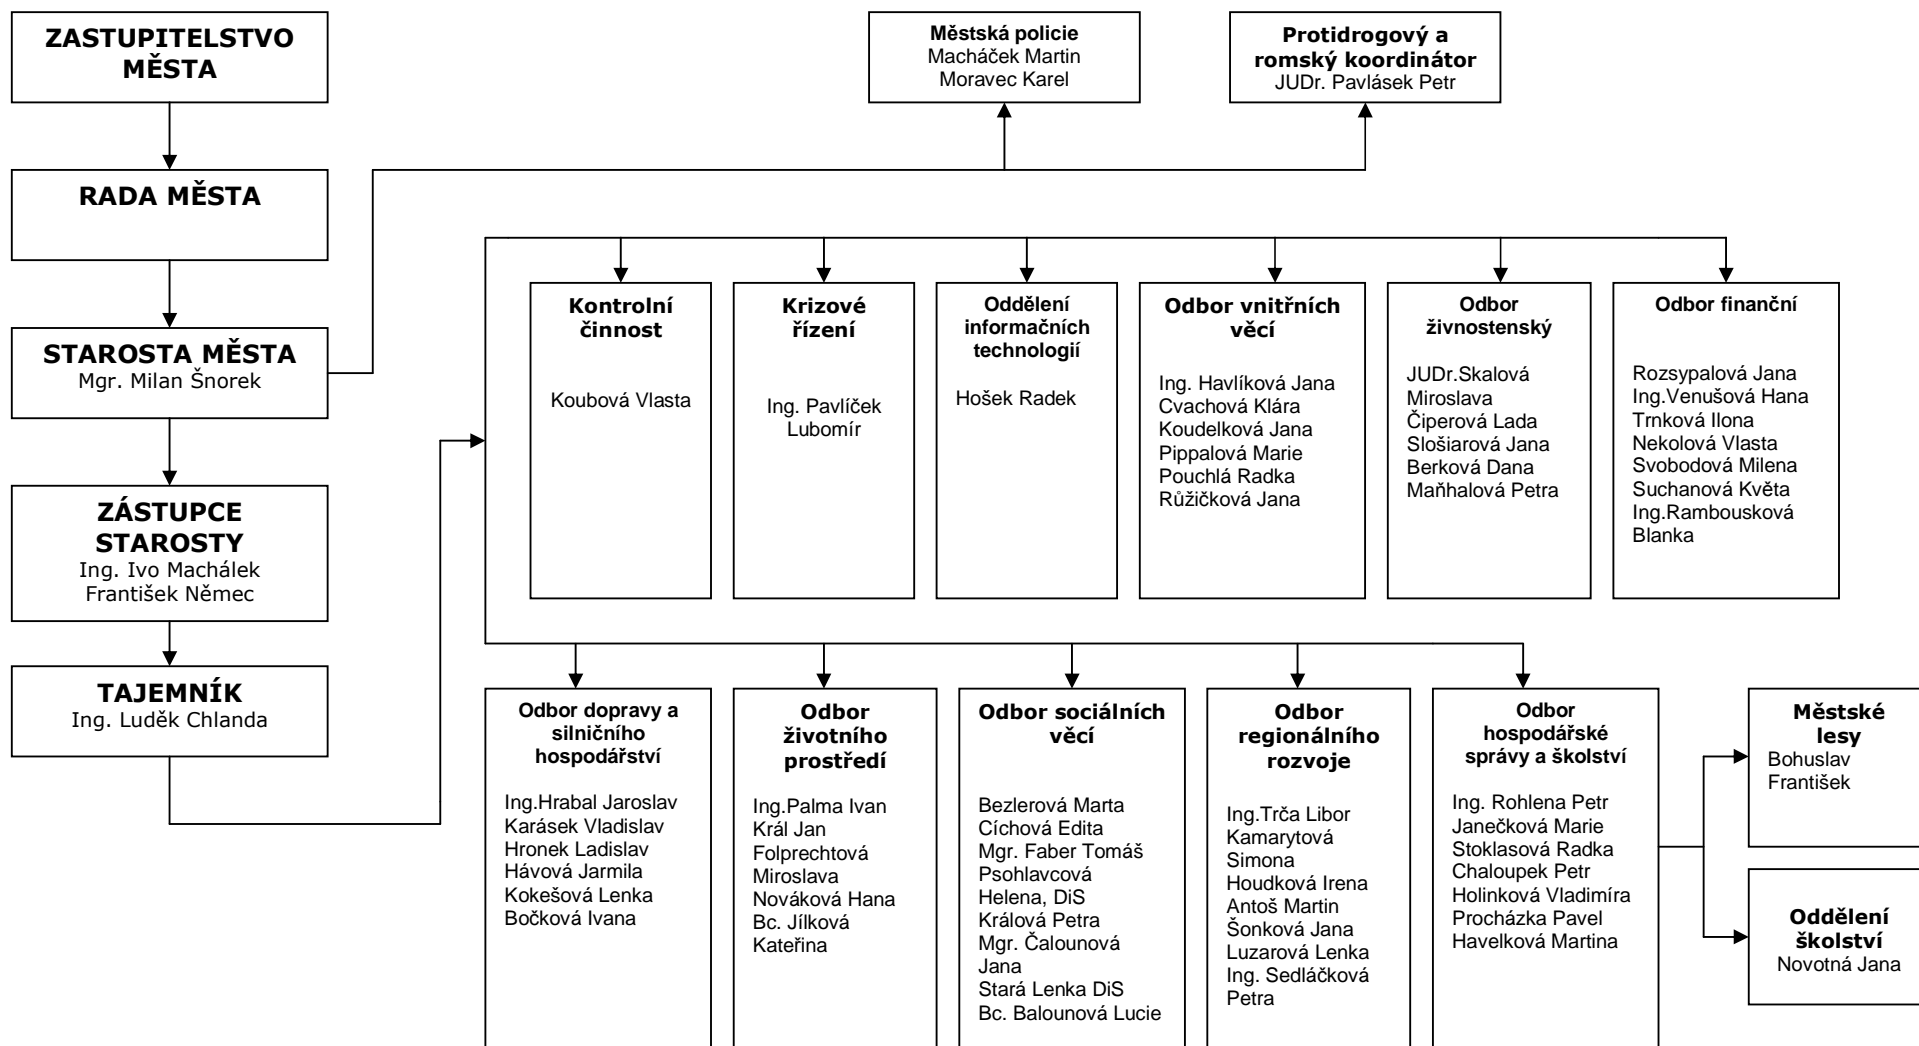 ZASTUPITELSTVO
MĚSTA
Městská policie
Macháček Martin
Moravec Karel
Protidrogový a
romský koordinátor
JUDr. Pavlásek Petr
RADA MĚSTA
STAROSTA MĚSTA
Mgr. Milan Šnorek
ZÁSTUPCE
STAROSTY
Ing. Ivo Machálek
František Němec
TAJEMNÍK
Ing. Luděk Chlanda
Kontrolní
činnost
Koubová Vlasta
Krizové
řízení
Ing. Pavlíček
Lubomír
Oddělení
informačních
technologií
Hošek Radek
Odbor vnitřních
věcí
Ing. Havlíková Jana
Cvachová Klára
Koudelková Jana
Pippalová Marie
Pouchlá Radka
Růžičková Jana
Odbor
živnostenský
JUDr.Skalová
Miroslava
Čiperová Lada
Slošiarová Jana
Berková Dana
Maňhalová Petra
Odbor finanční
Rozsypalová Jana
Ing.Venušová Hana
Trnková Ilona
Nekolová Vlasta
Svobodová Milena
Suchanová Květa
Ing.Rambousková
Blanka
Odbor dopravy a
silničního
hospodářství
Ing.Hrabal Jaroslav
Karásek Vladislav
Hronek Ladislav
Hávová Jarmila
Kokešová Lenka
Bočková Ivana
Odbor
životního
prostředí
Ing.Palma Ivan
Král Jan
Folprechtová
Miroslava
Nováková Hana
Bc. Jílková
Kateřina
Odbor sociálních
věcí
Bezlerová Marta
Cíchová Edita
Mgr. Faber Tomáš
Psohlavcová
Helena, DiS
Králová Petra
Mgr. Čalounová
Jana
Stará Lenka DiS
Bc. Balounová Lucie
Odbor
regionálního
rozvoje
Ing.Trča Libor
Kamarytová
Simona
Houdková Irena
Antoš Martin
Šonková Jana
Luzarová Lenka
Ing. Sedláčková
Petra
Odbor
hospodářské
správy a školství
Ing. Rohlena Petr
Janečková Marie
Stoklasová Radka
Chaloupek Petr
Holinková Vladimíra
Procházka Pavel
Havelková Martina
Městské
lesy
Bohuslav
František
Oddělení
školství
Novotná Jana